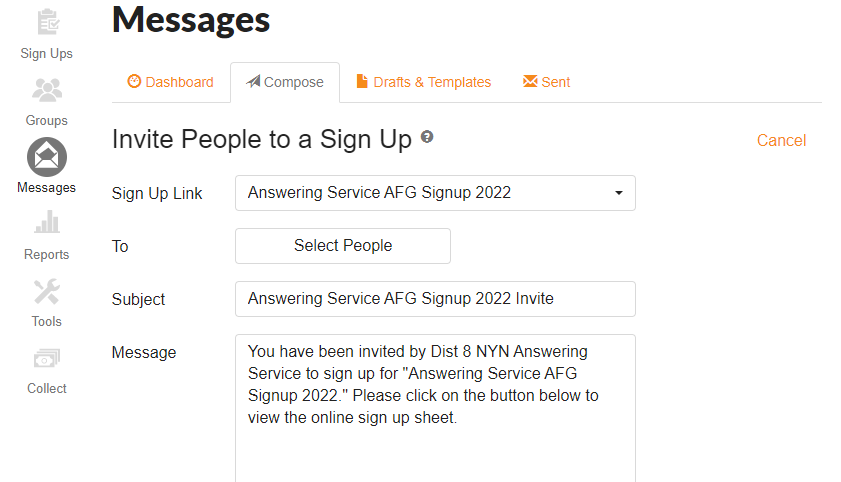 Messages
Sign Ups
Groups
Messages
Reports
Tools
Collect
Dashboard Compose Drafts & Templates Sent
Invite People to a Sign Up ?
Cancel
Sign Up Link Answering Service AFG Signup 2022
To Select People
Subject Answering Service AFG Signup 2022 Invite
Message You have been invited by Dist 8 NYN Answering
Service to sign up for "Answering Service AFG
Signup 2022." Please click on the button below to
view the online sign up sheet.